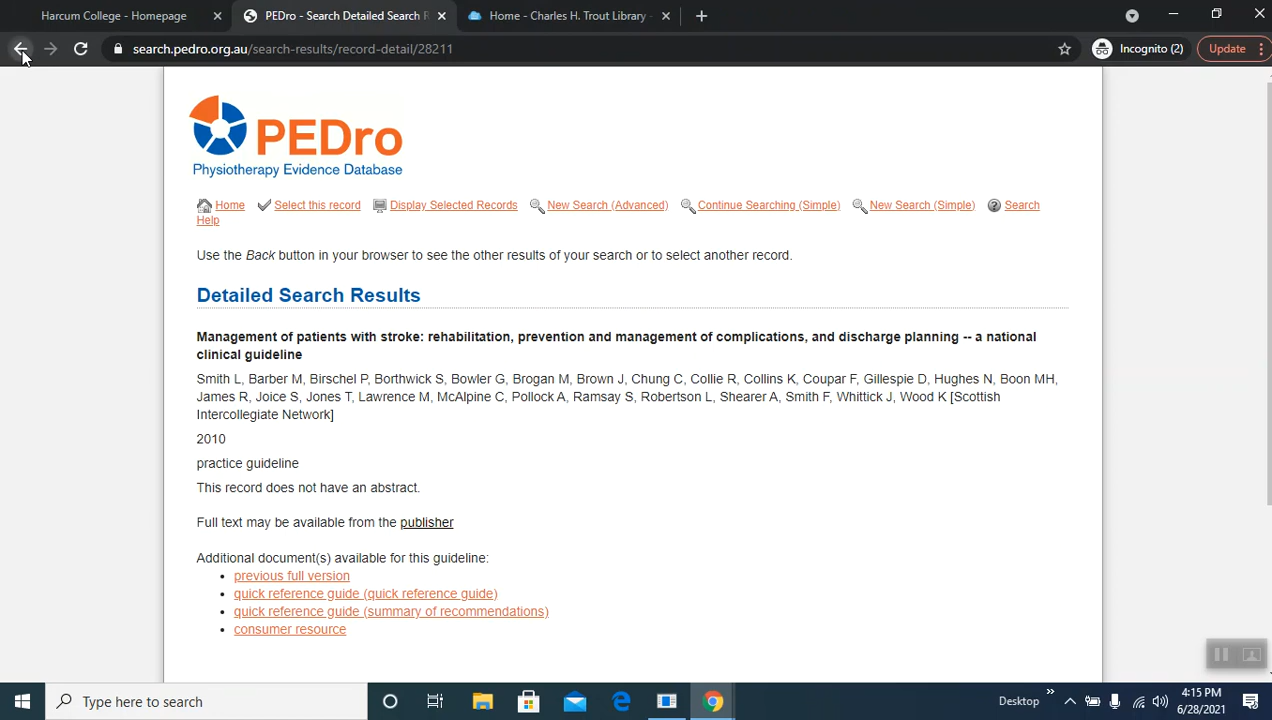 Harcum College - Homepage
PEDro - Search Detailed Search R
Home - Charles H. Trout Library -
search.pedro.org.au/search-results/record-detail/28211
Incognito (2)
Update
PEDro
Physiotherapy Evidence Database
Home Select this record Display Selected Records New Search (Advanced) Continue Searching (Simple) New Search (Simple) Search
Help
Use the Back button in your browser to see the other results of your search or to select another record.
Detailed Search Results
Management of patients with stroke: rehabilitation, prevention and management of complications, and discharge planning -- a national
clinical guideline
Smith L, Barber M, Birschel P, Borthwick S, Bowler G, Brogan M, Brown J, Chung C, Collie R, Collins K, Coupar F, Gillespie D, Hughes N, Boon MH,
James R, Joice S, Jones T, Lawrence M, McAlpine C, Pollock A, Ramsay S, Robertson L, Shearer A, Smith F, Whittick J, Wood K [Scottish
Intercollegiate Network]
2010
practice guideline
This record does not have an abstract.
Full text may be available from the publisher
Additional document(s) available for this guideline:
• previous full version
• quick reference guide (quick reference guide)
• quick reference guide (summary of recommendations)
• consumer resource
Type here to search
Desktop
4:15 PM
6/28/2021